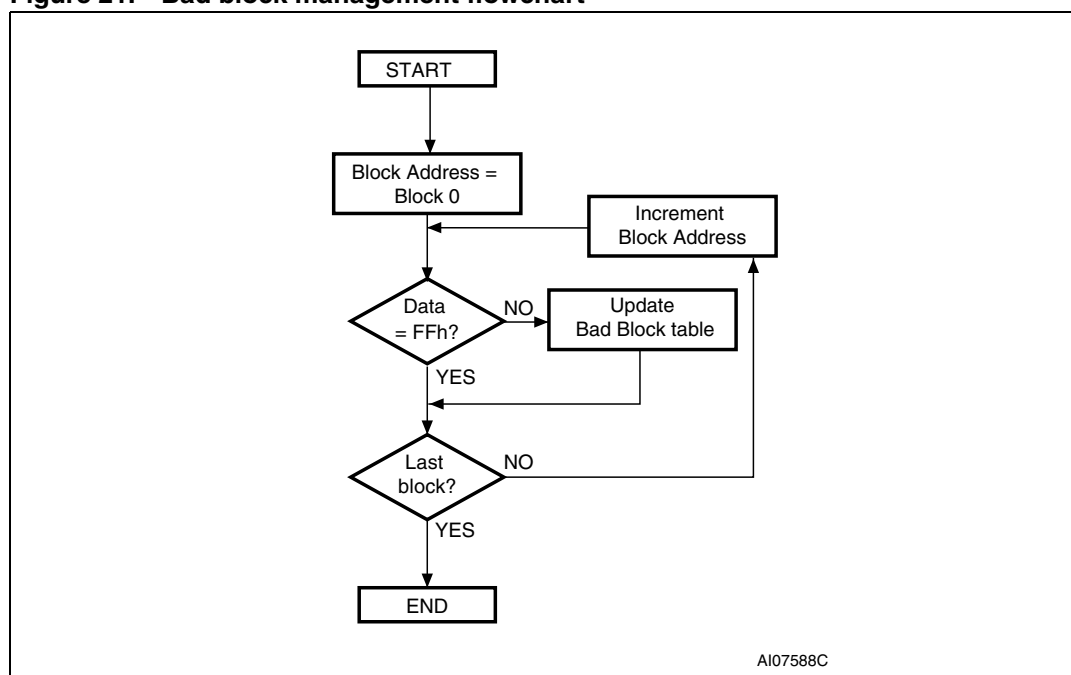 Figure 21. Bad block management flowchart
START
Block Address =
Block 0
Increment
Block Address
Data
= FFh?
NO
Update
Bad Block table
YES
Last
block?
NO
YES
END
AI07588C